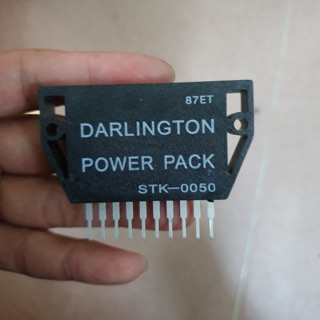 87ET
DARLINGTON
POWER PACK
STK-0050